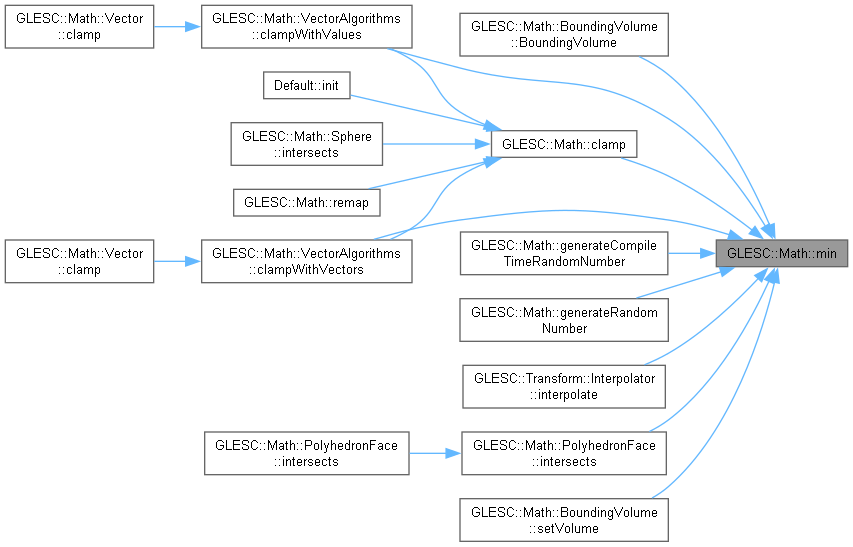 GLESC::Math::Vector
::clamp
GLESC::Math::VectorAlgorithms
::clampWithValues
GLESC::Math::BoundingVolume
::BoundingVolume
Default::init
GLESC::Math::Sphere
::intersects
GLESC::Math::clamp
GLESC::Math::remap
GLESC::Math::Vector
::clamp
GLESC::Math::VectorAlgorithms
::clampWithVectors
GLESC::Math::generateCompile
TimeRandomNumber
GLESC::Math::min
GLESC::Math::generateRandom
Number
GLESC::Transform::Interpolator
::interpolate
GLESC::Math::PolyhedronFace
::intersects
GLESC::Math::PolyhedronFace
::intersects
GLESC::Math::BoundingVolume
::setVolume